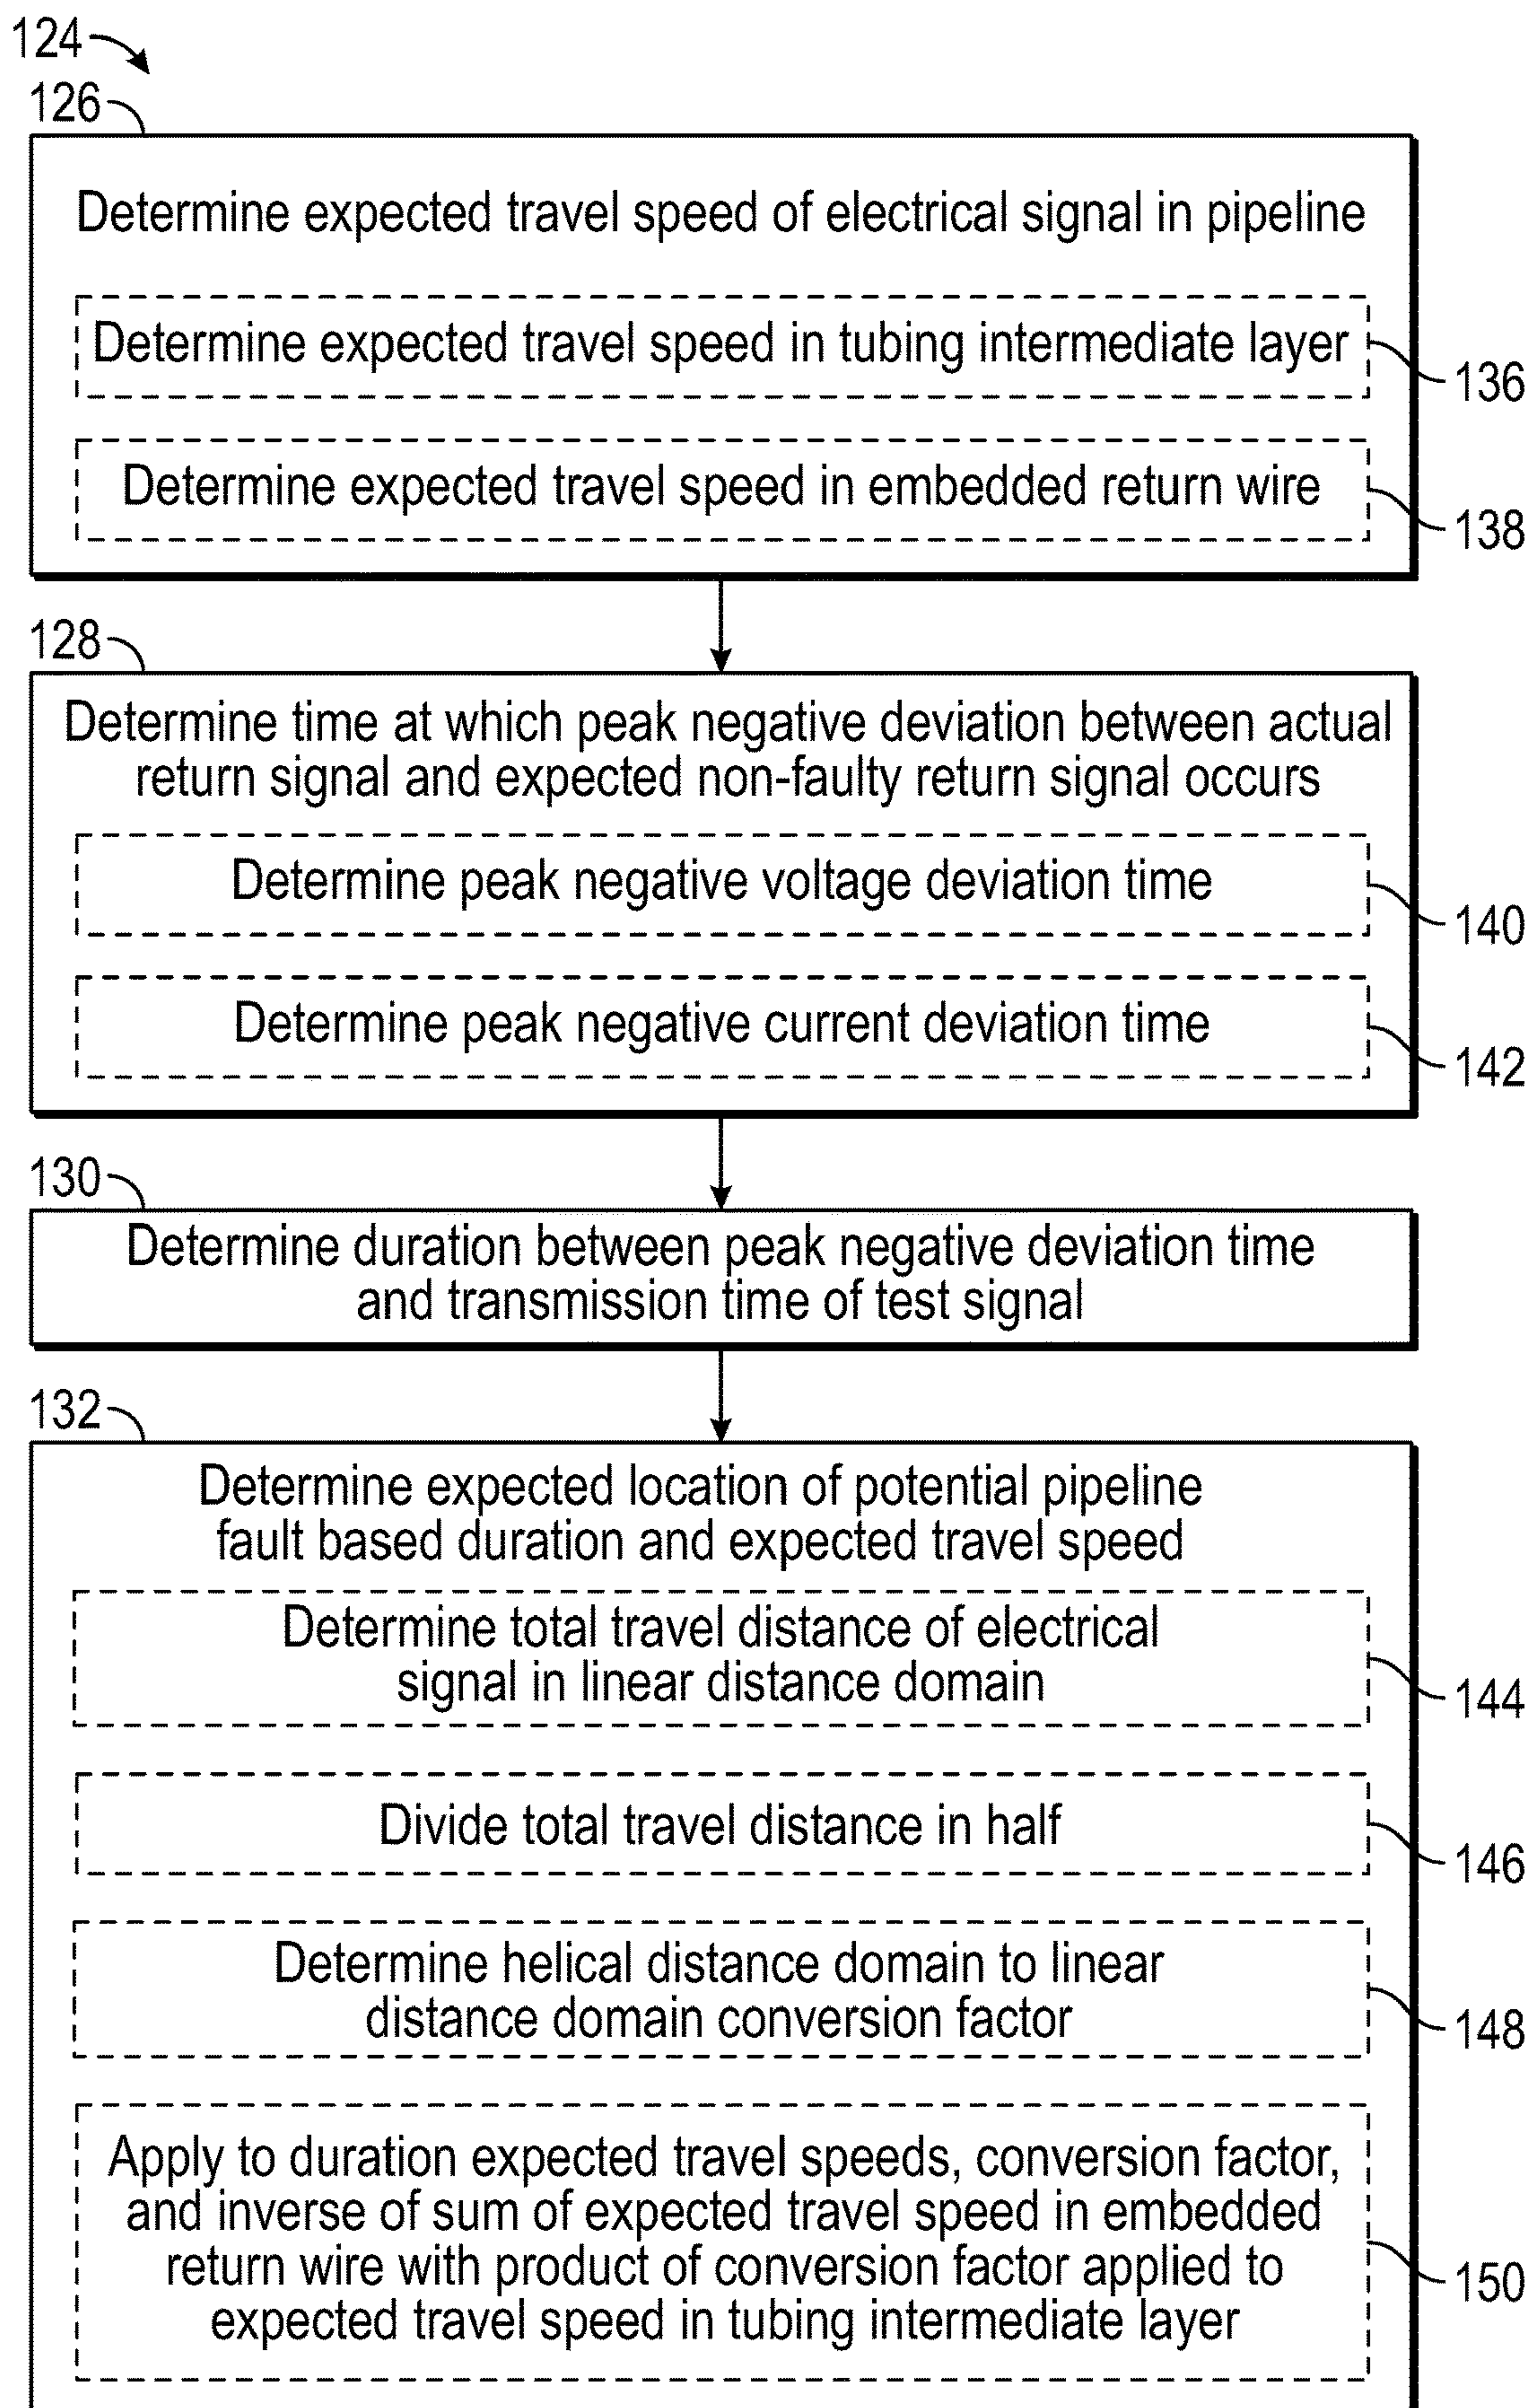 124
126
Determine expected travel speed of electrical signal in pipeline
Determine expected travel speed in tubing intermediate layer
136
Determine expected travel speed in embedded return wire
138
128
Determine time at which peak negative deviation between actual
return signal and expected non-faulty return signal occurs
Determine peak negative voltage deviation time
140
Determine peak negative current deviation time
142
130
Determine duration between peak negative deviation time
and transmission time of test signal
132
Determine expected location of potential pipeline
fault based duration and expected travel speed
Determine total travel distance of electrical
signal in linear distance domain
144
Divide total travel distance in half
146
Determine helical distance domain to linear
distance domain conversion factor
148
Apply to duration expected travel speeds, conversion factor,
and inverse of sum of expected travel speed in embedded
return wire with product of conversion factor applied to
expected travel speed in tubing intermediate layer
150